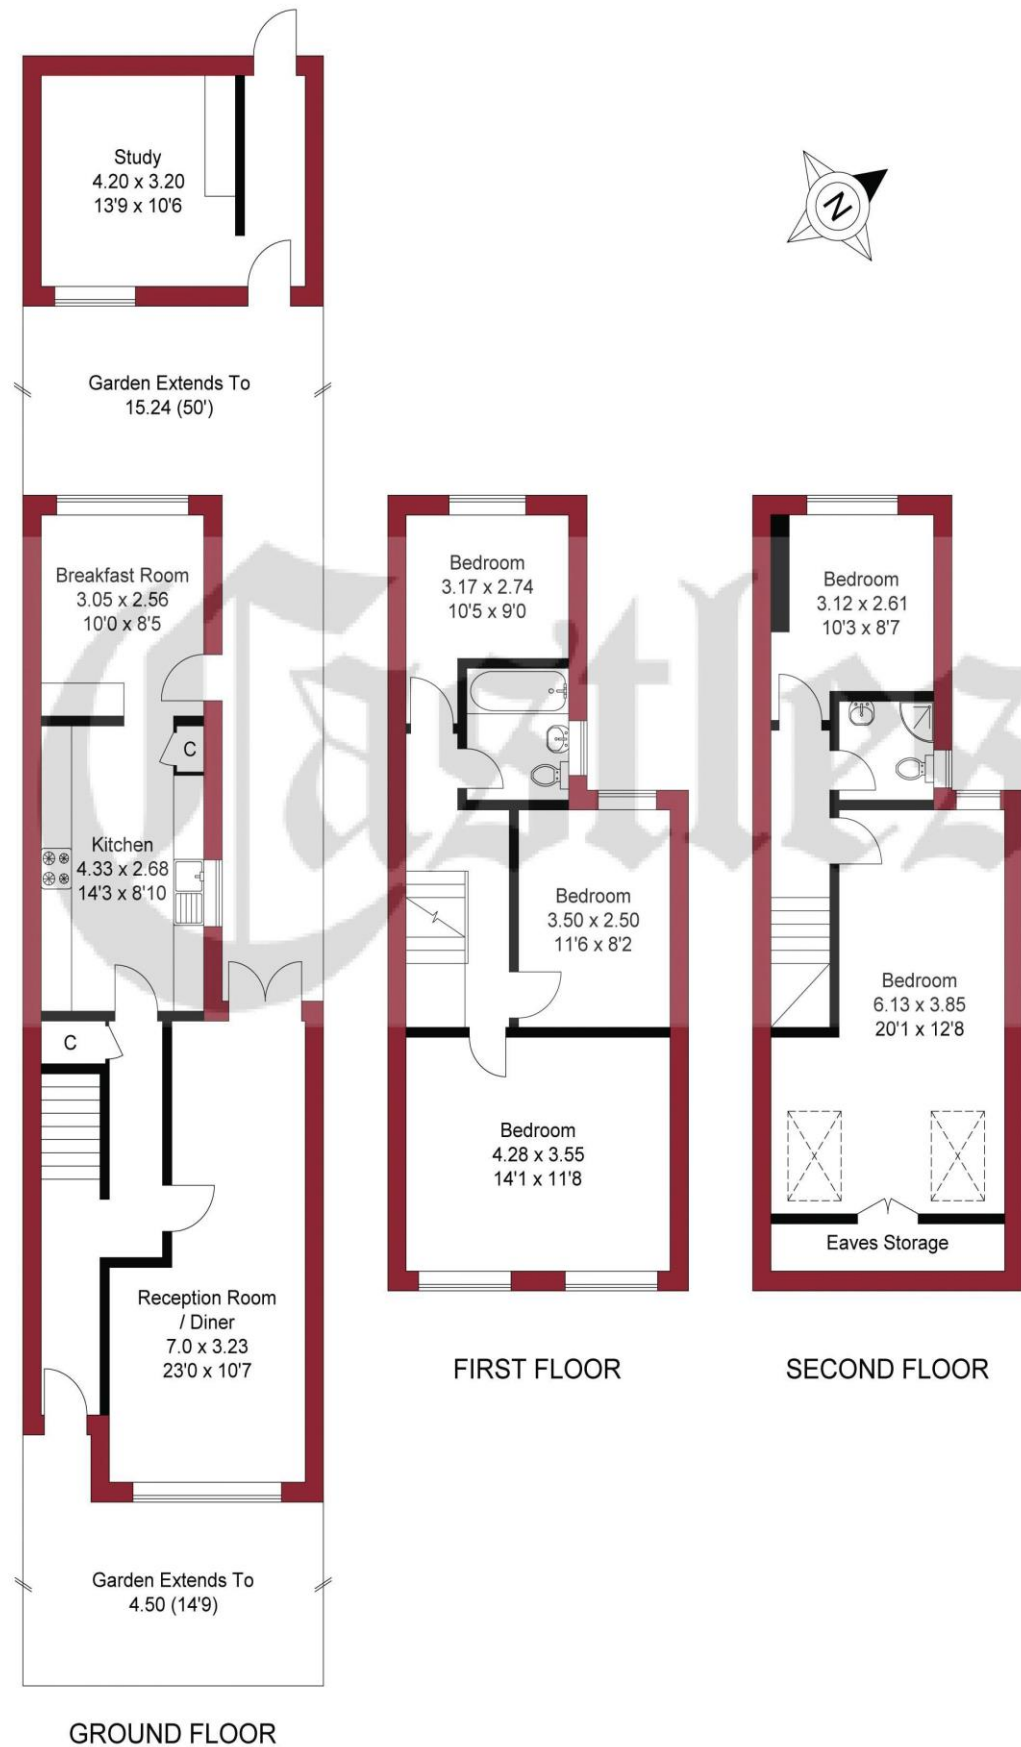 Study
4.20 x 3.20
13'9 x 10'6
N
Garden Extends To
15.24 (50')
Breakfast Room
3.05 x 2.56
10'0 x 8'5
C
Kitchen
4.33 x 2.68
14'3 x 8'10
C
Reception Room
/ Diner
7.0 x 3.23
23'0 x 10'7
Garden Extends To
4.50 (14'9)
GROUND FLOOR
Bedroom
3.17 x 2.74
10'5 x 9'0
Bedroom
3.50 x 2.50
11'6 x 8'2
Bedroom
4.28 x 3.55
14'1 x 11'8
FIRST FLOOR
Bedroom
3.12 x 2.61
10'3 x 8'7
Bedroom
6.13 x 3.85
20'1 x 12'8
Eaves Storage
SECOND FLOOR
Castles